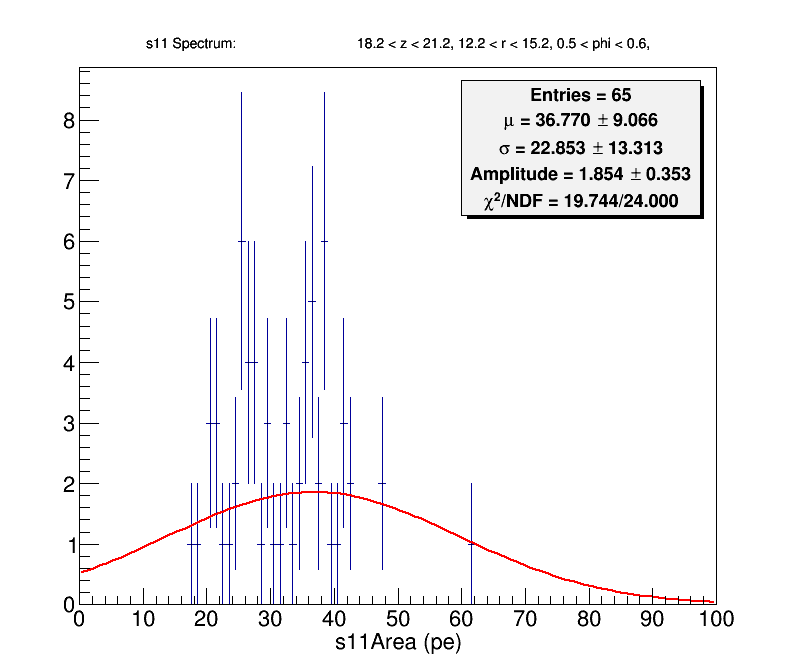 s11 Spectrum: 18.2 < z < 21.2, 12.2 < r < 15.2, 0.5 < phi < 0.6,
Entries = 65
μ = 36.770 ± 9.066
σ = 22.853 ± 13.313
Amplitude = 1.854 ± 0.353
χ²/NDF = 19.744/24.000
8
7
6
5
4
3
2
1
0
0 10 20 30 40 50 60 70 80 90 100
s11Area (pe)